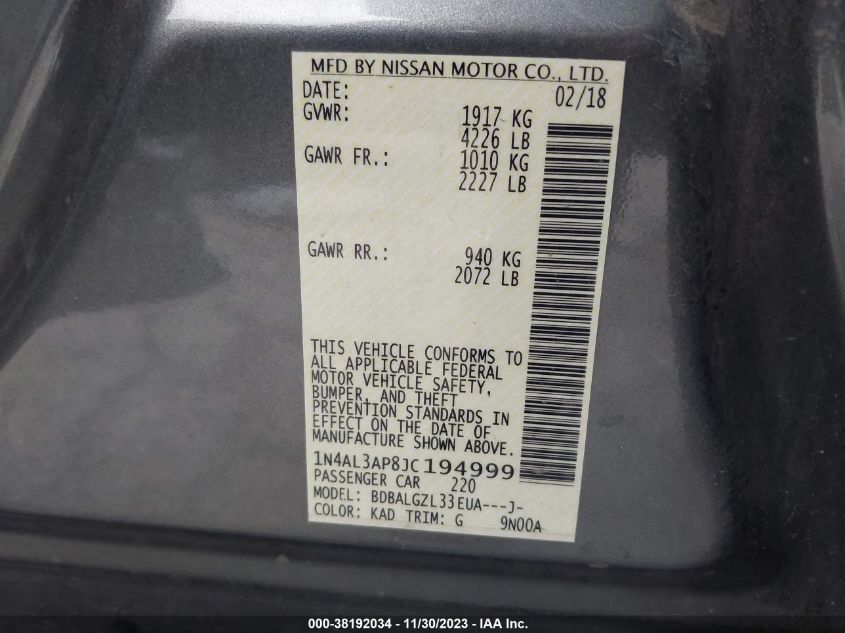 MFD BY NISSAN MOTOR CO., LTD.
DATE: 02/18
GVWR: 1917 KG
4226 LB
GAWR FR.: 1010 KG
2227 LB
GAWR RR.: 940 KG
2072 LB
THIS VEHICLE CONFORMS TO
ALL APPLICABLE FEDERAL
MOTOR VEHICLE SAFETY,
BUMPER, AND THEFT
PREVENTION STANDARDS IN
EFFECT ON THE DATE OF
MANUFACTURE SHOWN ABOVE.
1N4AL3AP8JC194999
PASSENGER CAR 220
MODEL: BDBALGZL33EUA---J-
COLOR: KAD TRIM: G 9N00A
000-38192034 - 11/30/2023 - IAA Inc.